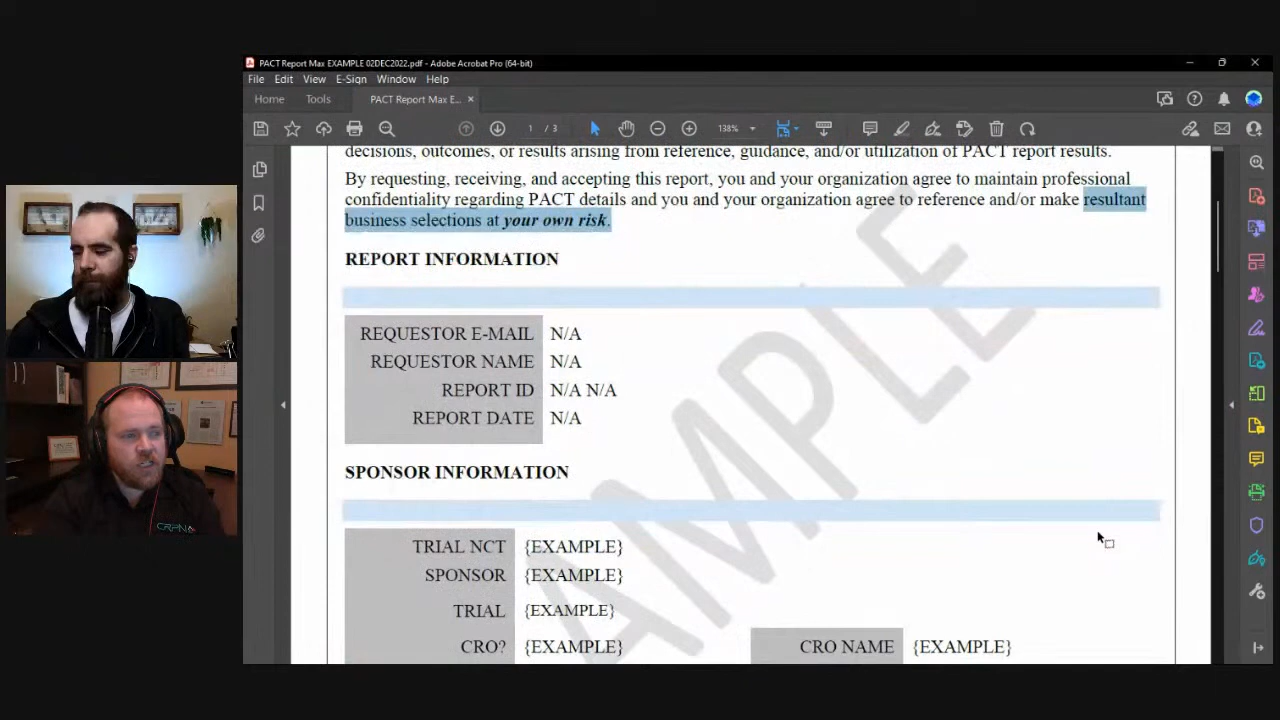 PACT Report Max EXAMPLE 02DEC2022.pdf - Adobe Acrobat Pro (64-bit)
File Edit View E-Sign Window Help
Home Tools PACT Report Max E...
1 / 3 138%
decisions, outcomes, or results arising from reference, guidance, and/or utilization of PACT report results.
By requesting, receiving, and accepting this report, you and your organization agree to maintain professional
confidentiality regarding PACT details and you and your organization agree to reference and/or make resultant
business selections at your own risk.
REPORT INFORMATION
REQUESTOR E-MAIL N/A
REQUESTOR NAME N/A
REPORT ID N/A N/A
REPORT DATE N/A
SPONSOR INFORMATION
TRIAL NCT {EXAMPLE}
SPONSOR {EXAMPLE}
TRIAL {EXAMPLE}
CRO? {EXAMPLE} CRO NAME {EXAMPLE}
AMPLE
CRPN